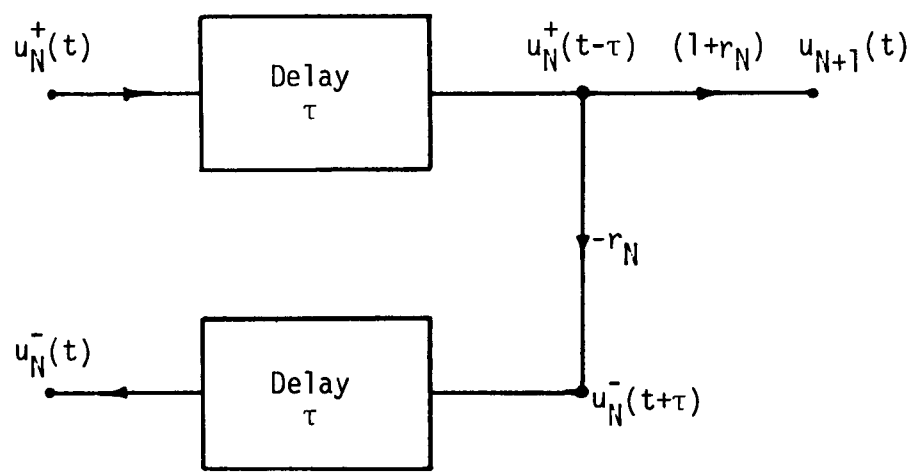 u_N^+(t)
Delay
τ
u_N^+(t-τ)
(1+r_N)
u_{N+1}(t)
-r_N
u_N^-(t)
Delay
τ
u_N^-(t+τ)